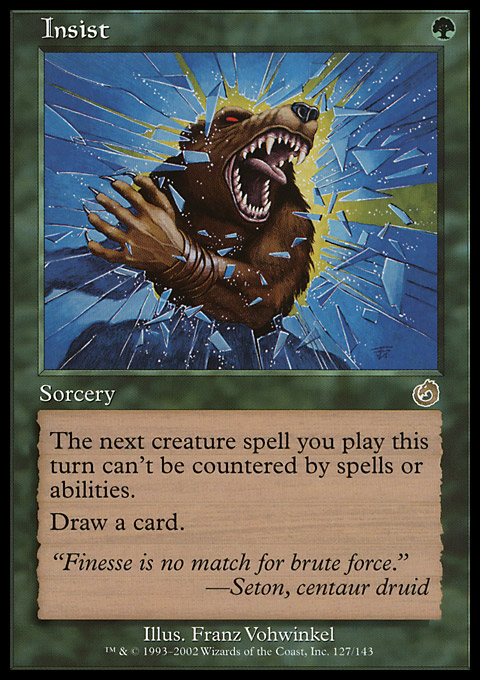 Insist
Sorcery
The next creature spell you play this
turn can't be countered by spells or
abilities.
Draw a card.
“Finesse is no match for brute force.”
—Seton, centaur druid
Illus. Franz Vohwinkel
™ & © 1993–2002 Wizards of the Coast, Inc. 127/143